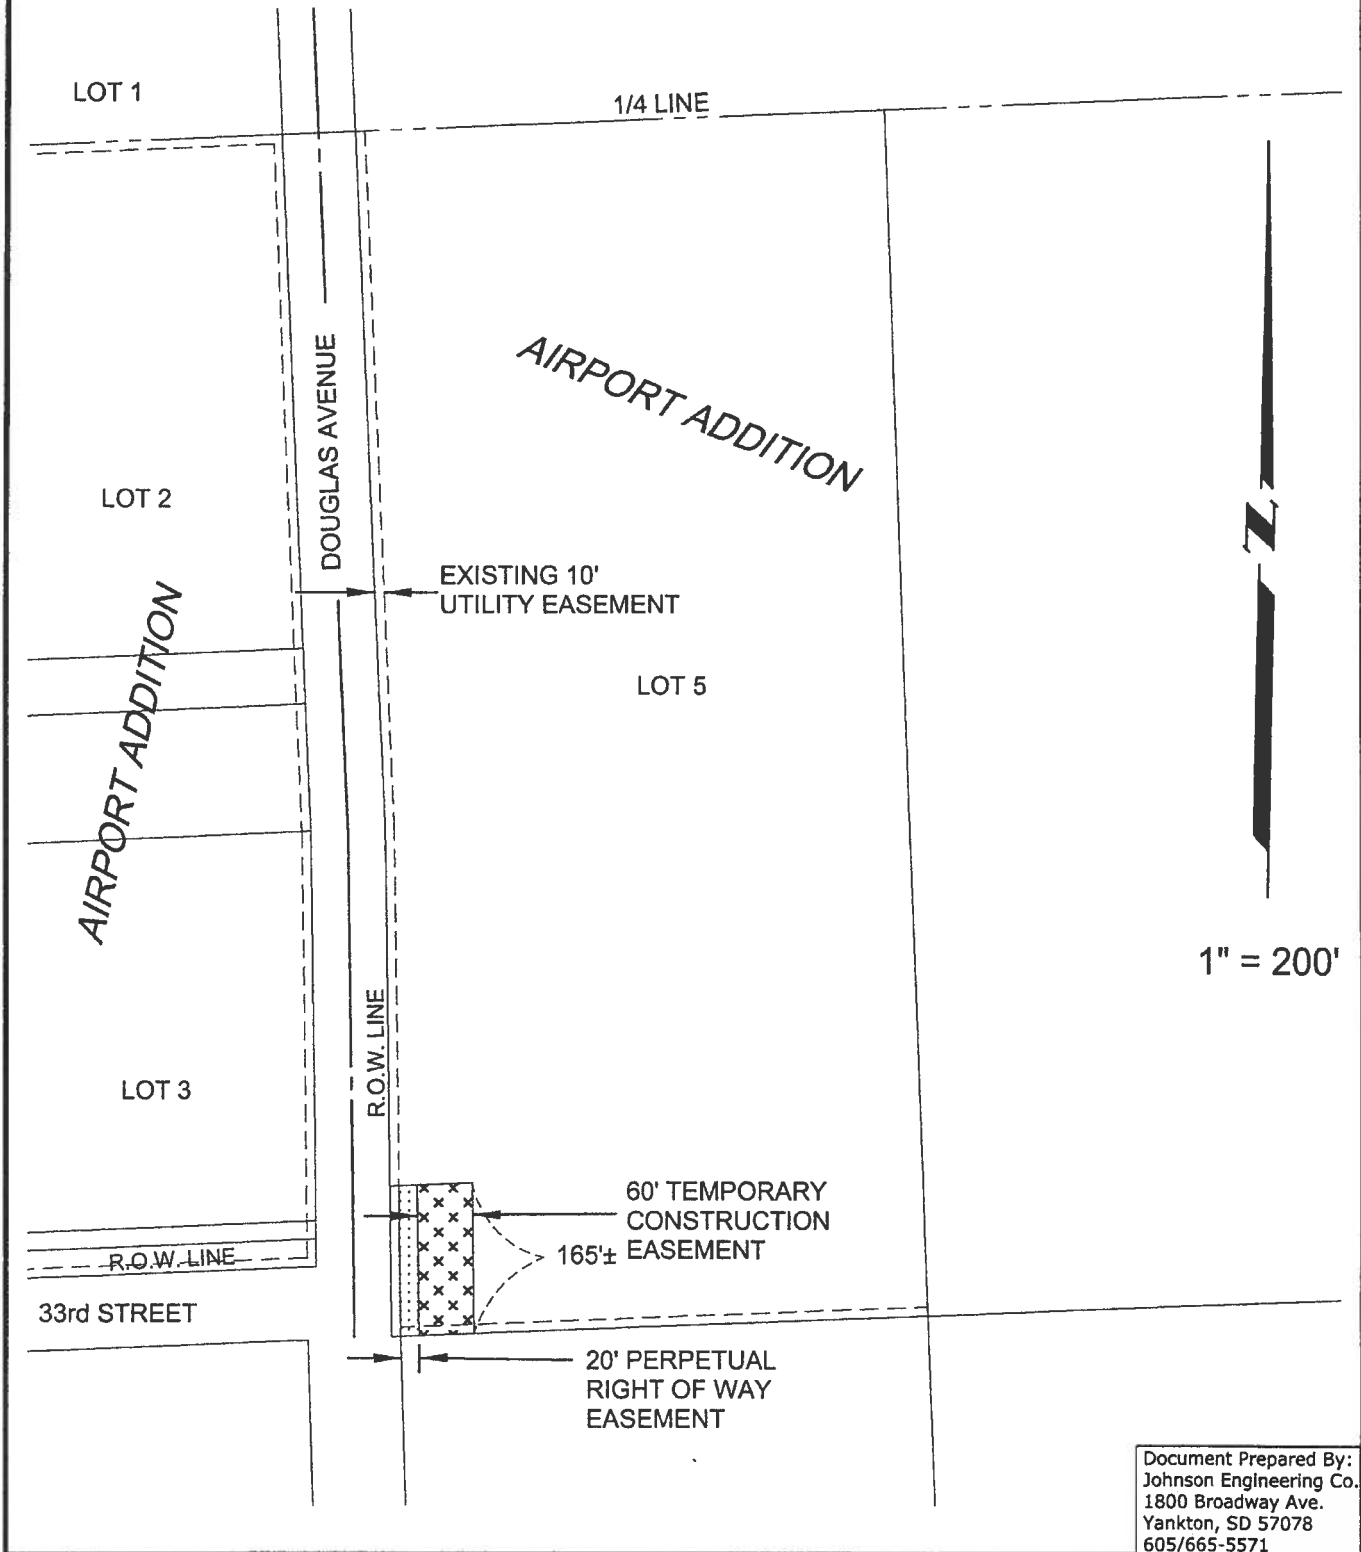 LOT 1
1/4 LINE
DOUGLAS AVENUE
AIRPORT ADDITION
LOT 2
EXISTING 10'
UTILITY EASEMENT
AIRPORT ADDITION
LOT 5
N
1" = 200'
R.O.W. LINE
LOT 3
60' TEMPORARY
CONSTRUCTION
EASEMENT
165'±
R.O.W. LINE
33rd STREET
20' PERPETUAL
RIGHT OF WAY
EASEMENT
Document Prepared By:
Johnson Engineering Co.
1800 Broadway Ave.
Yankton, SD 57078
605/665-5571